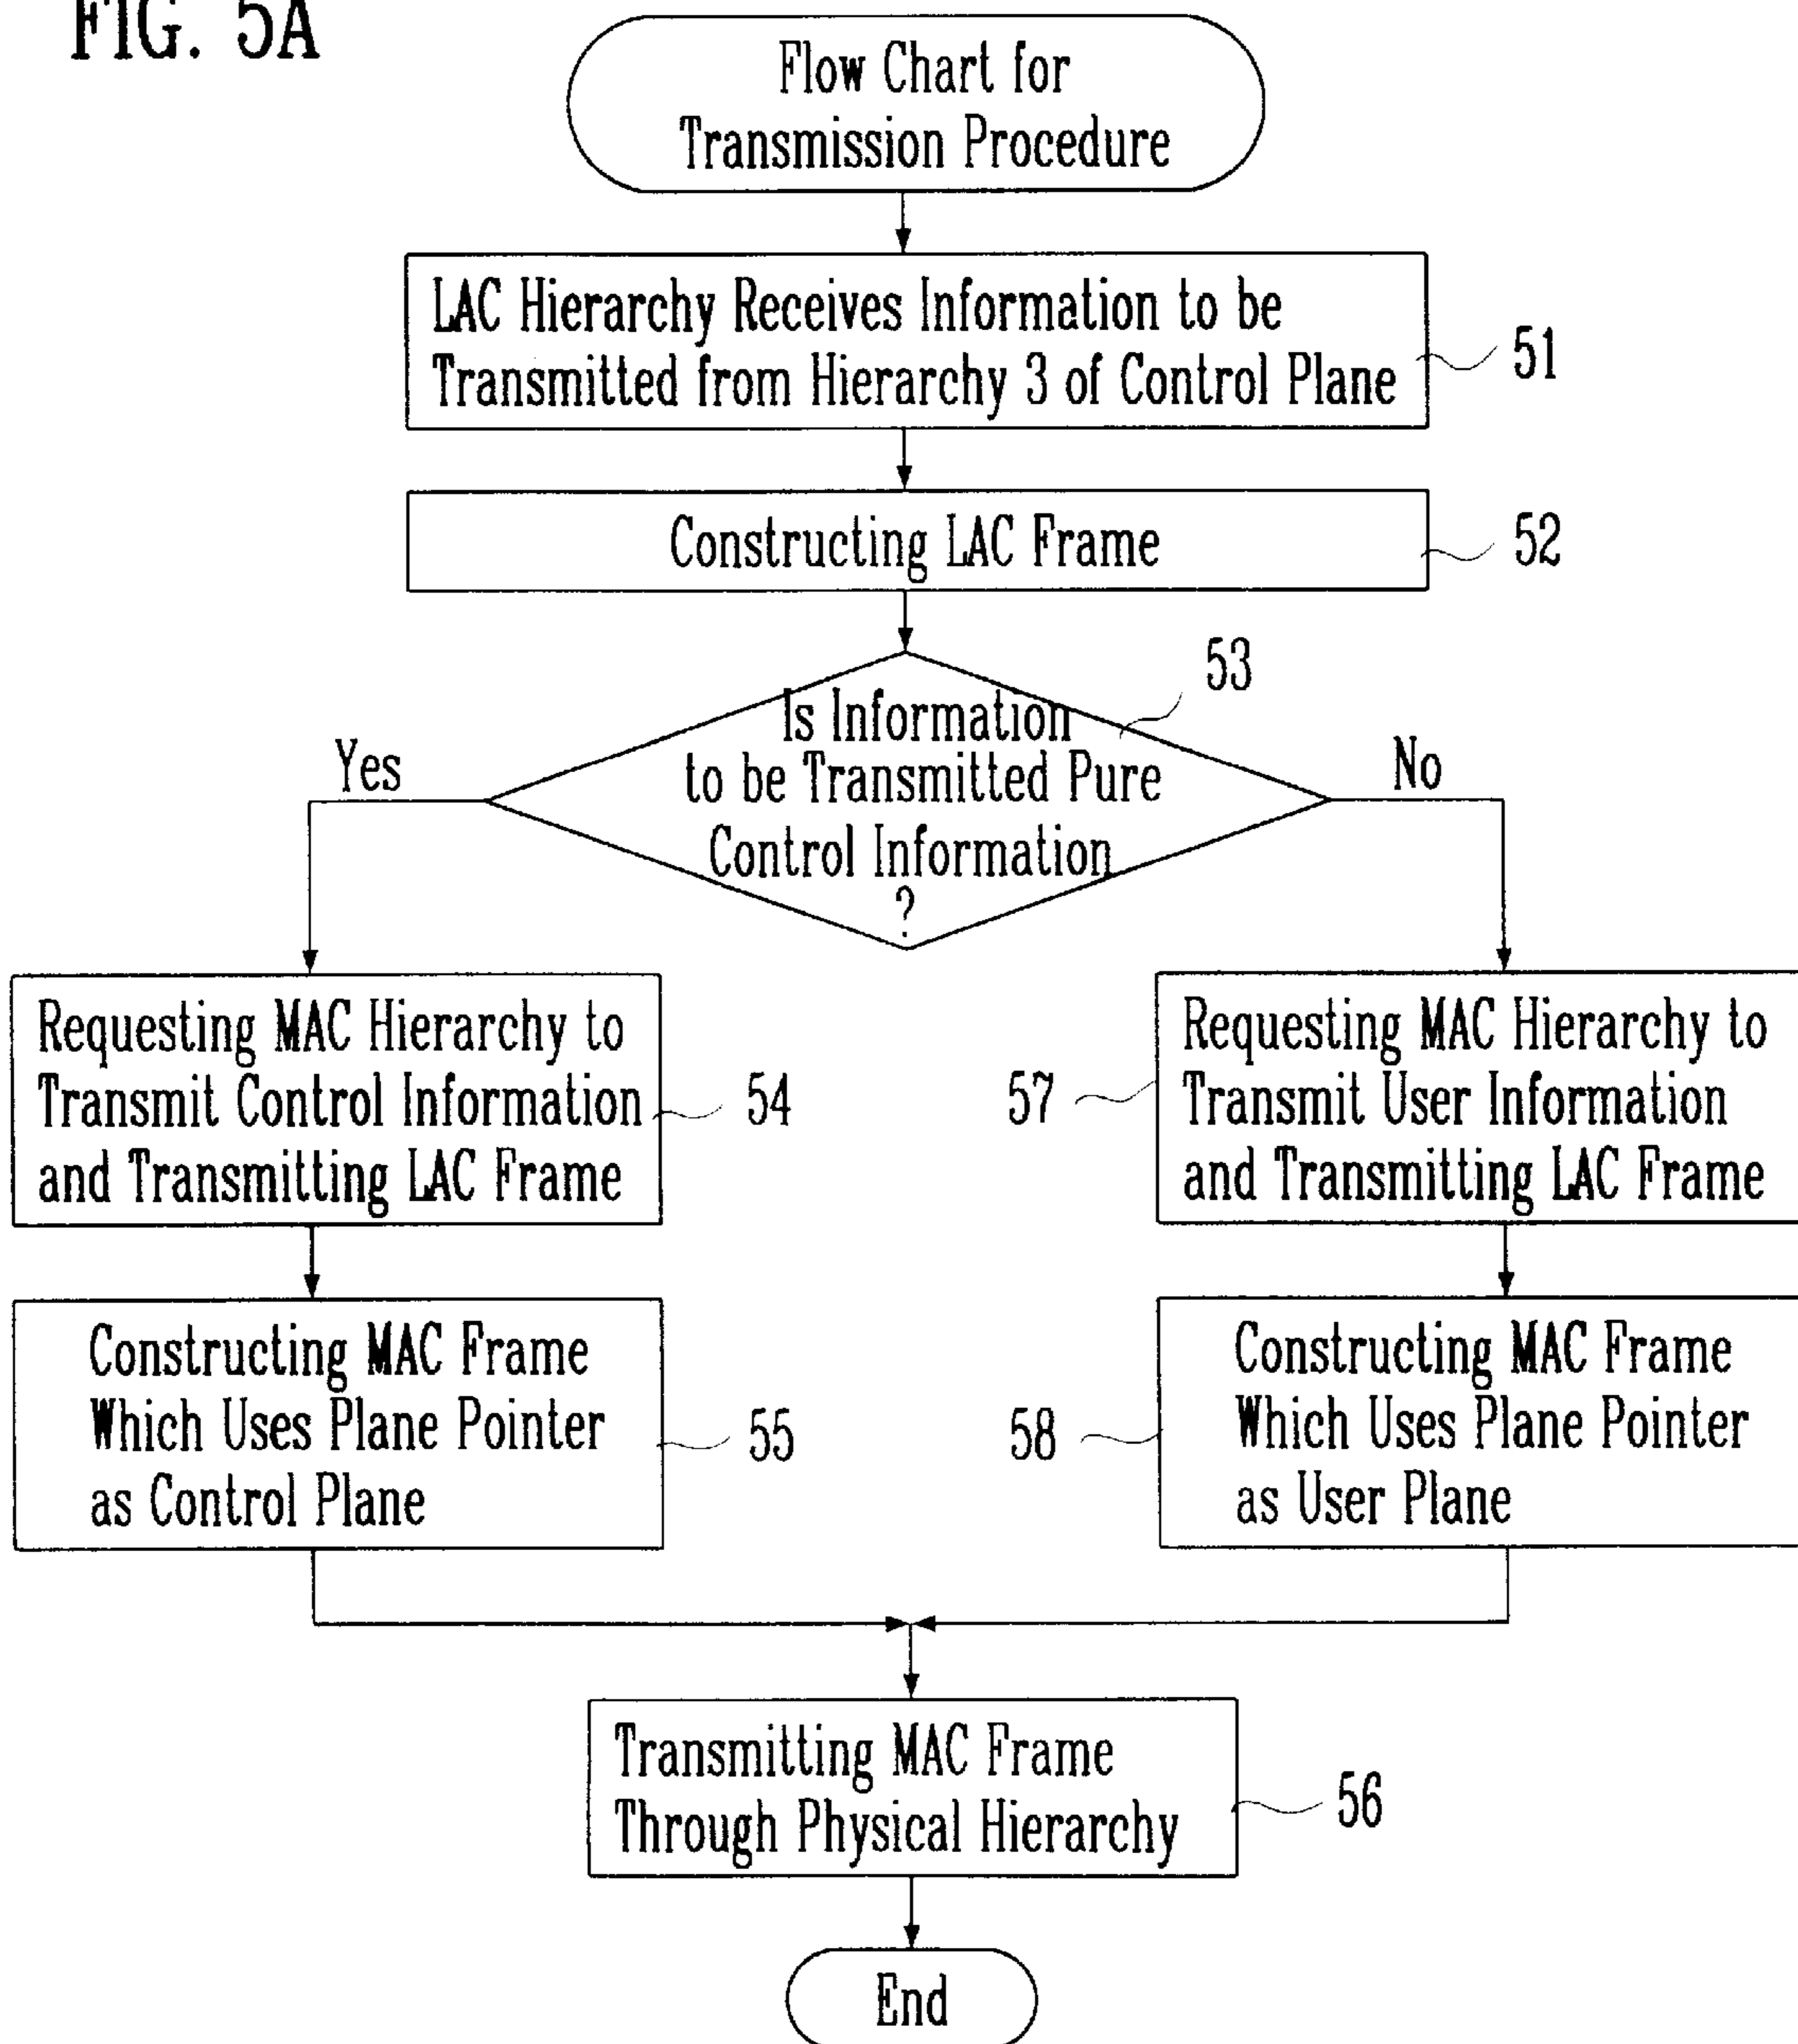 FIG. 5A
Flow Chart for
Transmission Procedure
LAC Hierarchy Receives Information to be
Transmitted from Hierarchy 3 of Control Plane
51
Constructing LAC Frame
52
53
Is Information
to be Transmitted Pure
Control Information
?
Yes
No
Requesting MAC Hierarchy to
Transmit Control Information
and Transmitting LAC Frame
54
57
Requesting MAC Hierarchy to
Transmit User Information
and Transmitting LAC Frame
Constructing MAC Frame
Which Uses Plane Pointer
as Control Plane
55
58
Constructing MAC Frame
Which Uses Plane Pointer
as User Plane
Transmitting MAC Frame
Through Physical Hierarchy
56
End